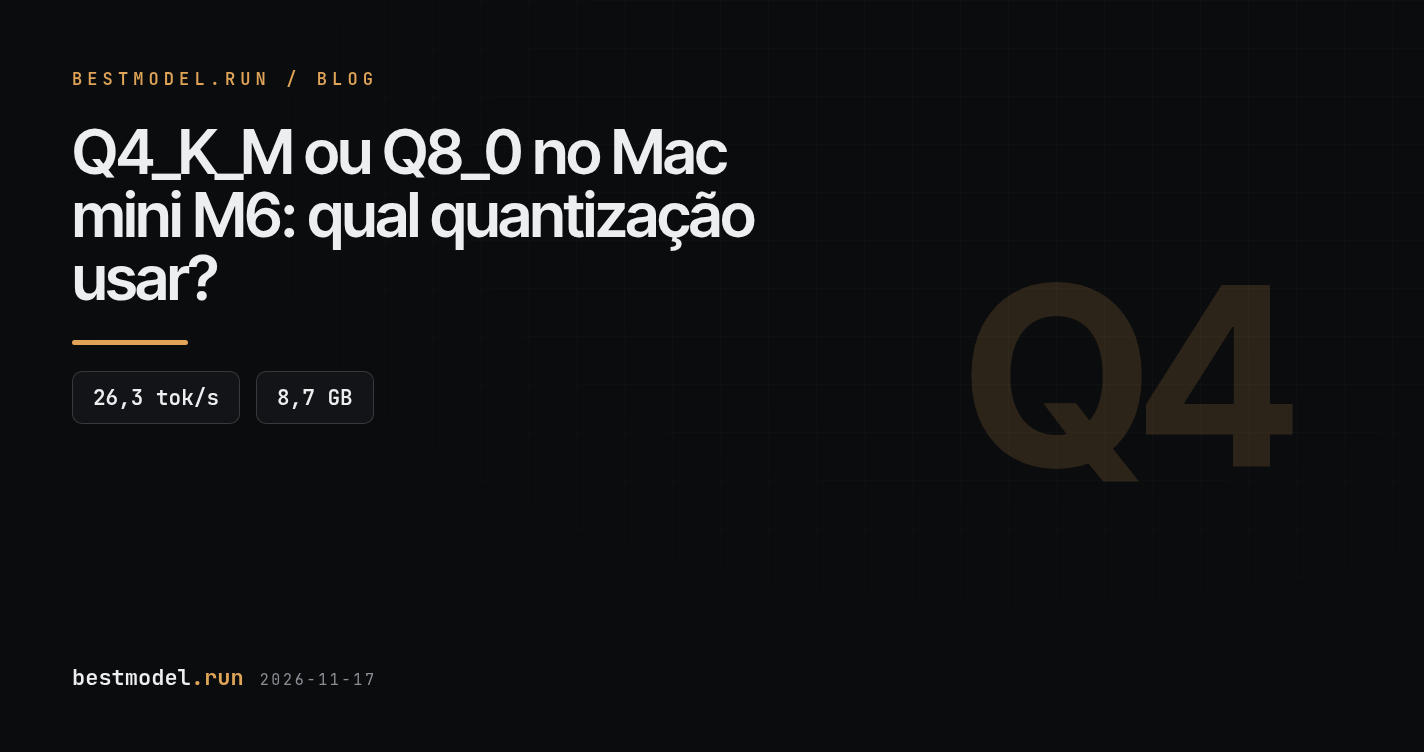 BESTMODEL.RUN / BLOG
Q4_K_M ou Q8_0 no Mac
mini M6: qual quantização
usar?
26,3 tok/s
8,7 GB
Q4
bestmodel.run 2026-11-17